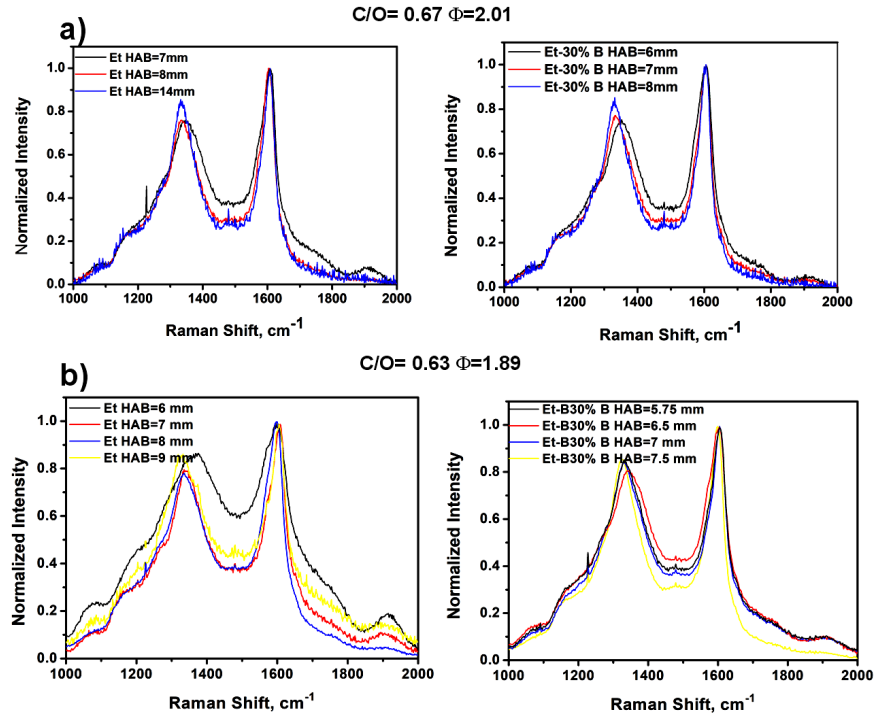 C/O= 0.67 Φ=2.01
a)
Et HAB=7mm
Et HAB=8mm
Et HAB=14mm
1.0
0.8
0.6
0.4
0.2
0.0
Normalized Intensity
1000 1200 1400 1600 1800 2000
Raman Shift, cm-1
Et-30% B HAB=6mm
Et-30% B HAB=7mm
Et-30% B HAB=8mm
1.0
0.8
0.6
0.4
0.2
0.0
Normalized Intensity
1000 1200 1400 1600 1800 2000
Raman Shift, cm-1
C/O= 0.63 Φ=1.89
b)
Et HAB=6 mm
Et HAB=7 mm
Et HAB=8 mm
Et HAB=9 mm
1.0
0.8
0.6
0.4
0.2
0.0
Normalized Intensity
1000 1200 1400 1600 1800 2000
Raman Shift, cm-1
Et-B30% B HAB=5.75 mm
Et-B30% B HAB=6.5 mm
Et-B30% B HAB=7 mm
Et-B30% B HAB=7.5 mm
1.0
0.8
0.6
0.4
0.2
0.0
Normalized Intensity
1000 1200 1400 1600 1800 2000
Raman Shift, cm-1